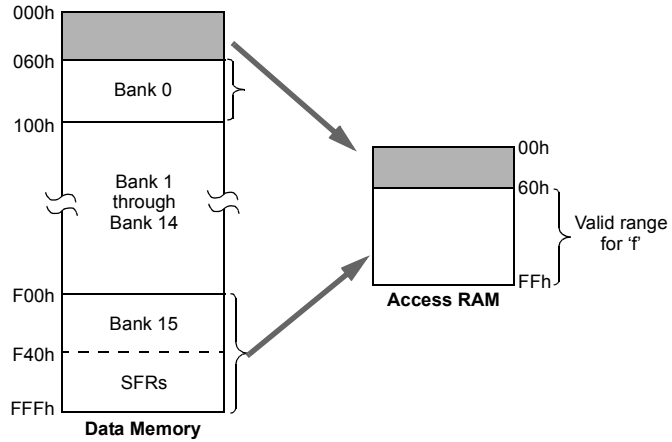 000h
060h
Bank 0
100h
Bank 1
through
Bank 14
F00h
Bank 15
F40h
SFRs
FFFh
Data Memory
00h
60h
Valid range
for ‘f’
FFh
Access RAM